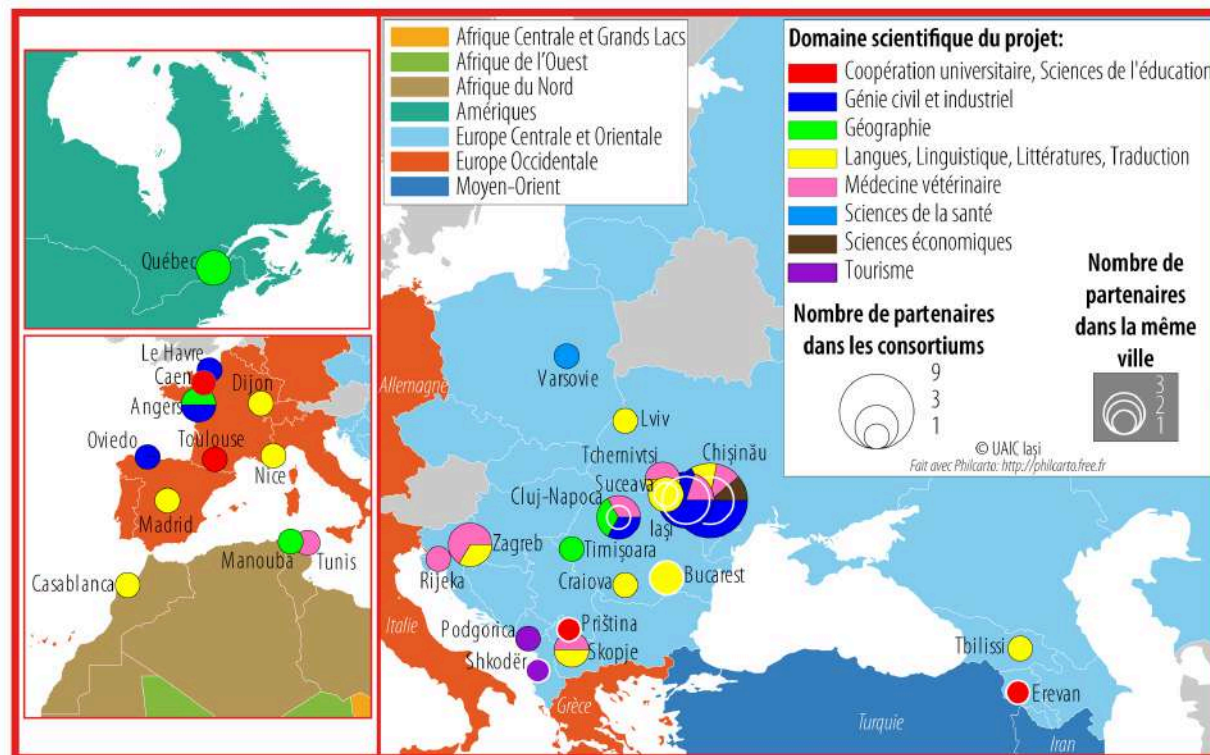 Québec
Le Havre
Caen
Dijon
Angers
Oviedo
Toulouse
Nice
Madrid
Manouba
Tunis
Casablanca
Afrique Centrale et Grands Lacs
Afrique de l'Ouest
Afrique du Nord
Amériques
Europe Centrale et Orientale
Europe Occidentale
Moyen-Orient
Domaine scientifique du projet:
Coopération universitaire, Sciences de l'éducation
Génie civil et industriel
Géographie
Langues, Linguistique, Littératures, Traduction
Médecine vétérinaire
Sciences de la santé
Sciences économiques
Tourisme
Nombre de partenaires
dans les consortiums
9
3
1
Nombre de
partenaires
dans la même
ville
3
2
1
© UAIC Iași
Fait avec Philcarto: http://philcarto.free.fr
Allemagne
Varsovie
Lviv
Tchernivtsi
Chișinău
Suceava
Cluj-Napoca
Iași
Zagreb
Timișoara
Rijeka
Craiova
Bucarest
Italie
Podgorica
Priština
Shkodër
Skopje
Tbilissi
Erevan
Grèce
Turquie
Iran